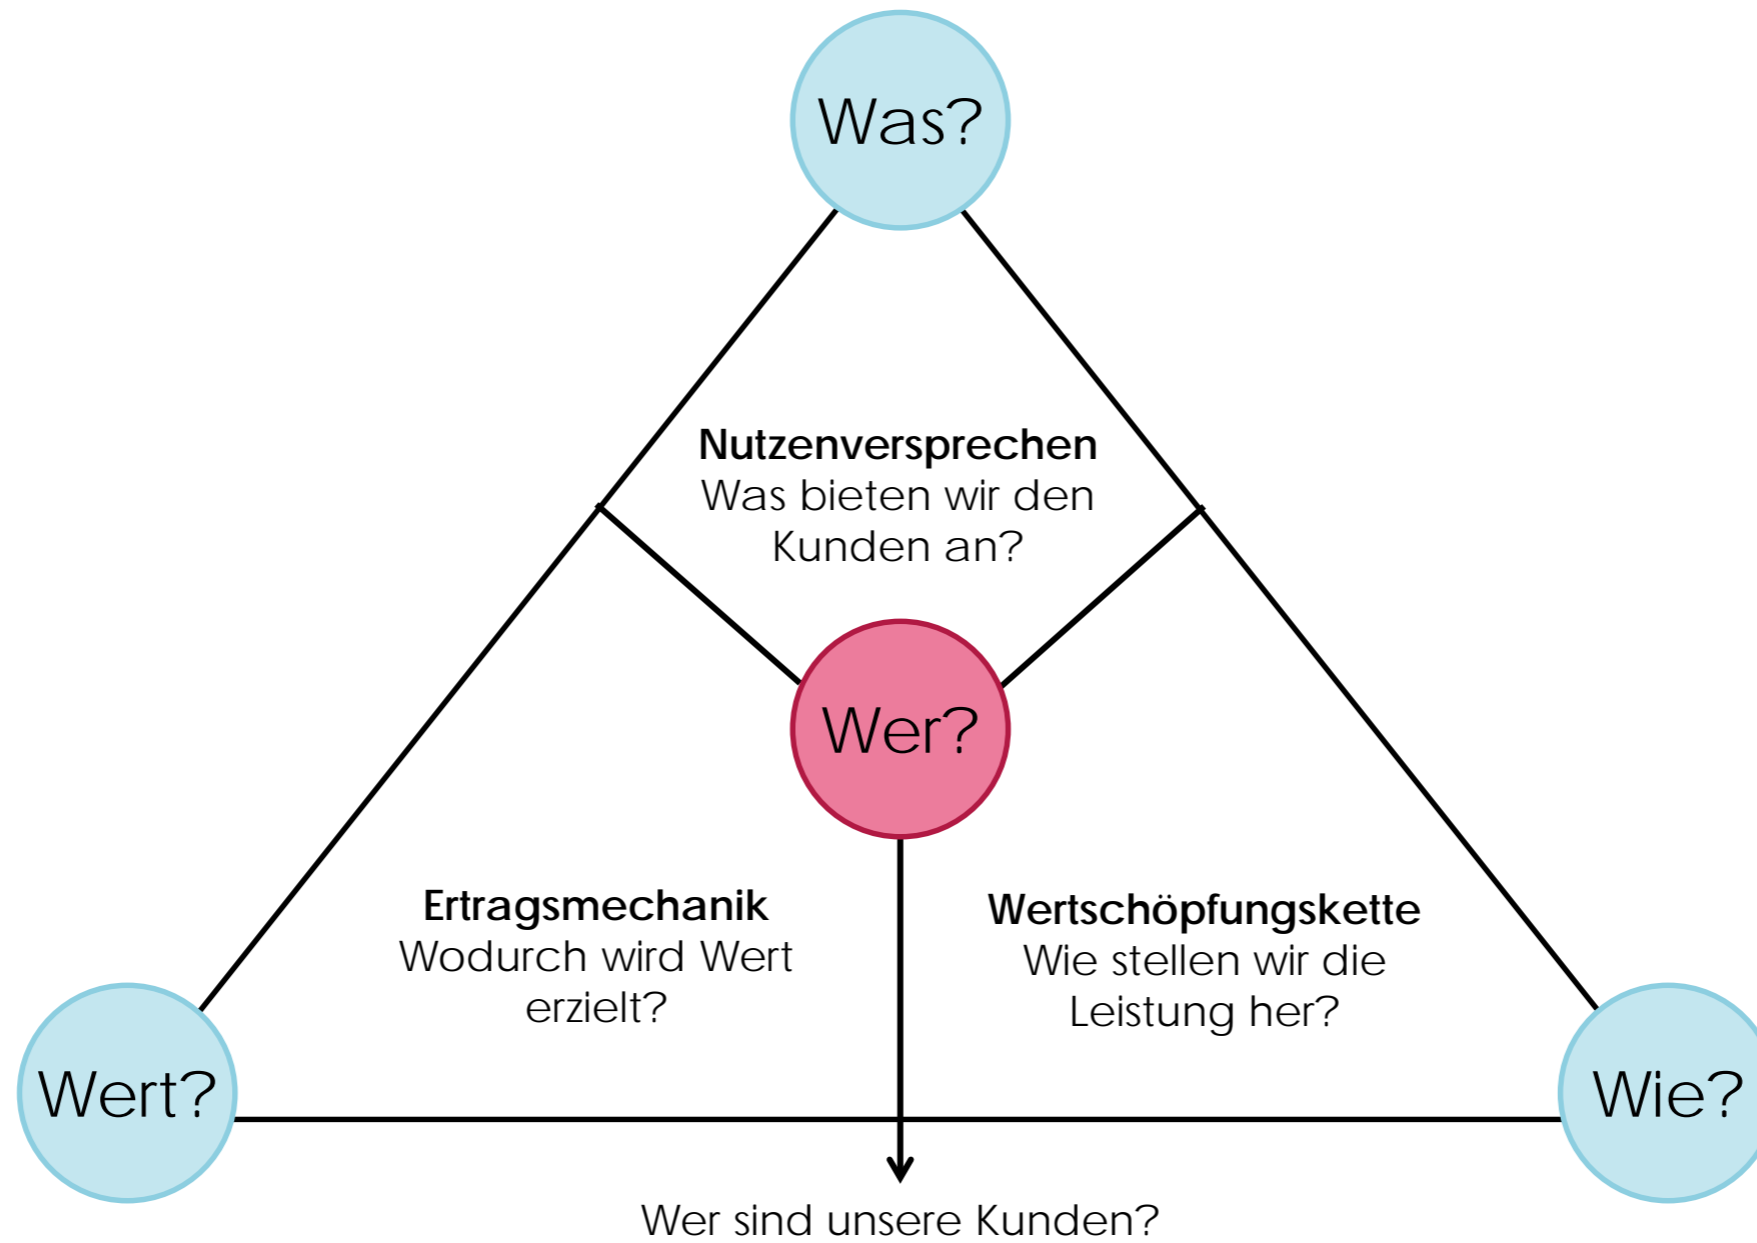 Was?
Nutzenversprechen
Was bieten wir den
Kunden an?
Wer?
Ertragsmechanik
Wodurch wird Wert
erzielt?
Wertschöpfungskette
Wie stellen wir die
Leistung her?
Wert?
Wie?
Wer sind unsere Kunden?